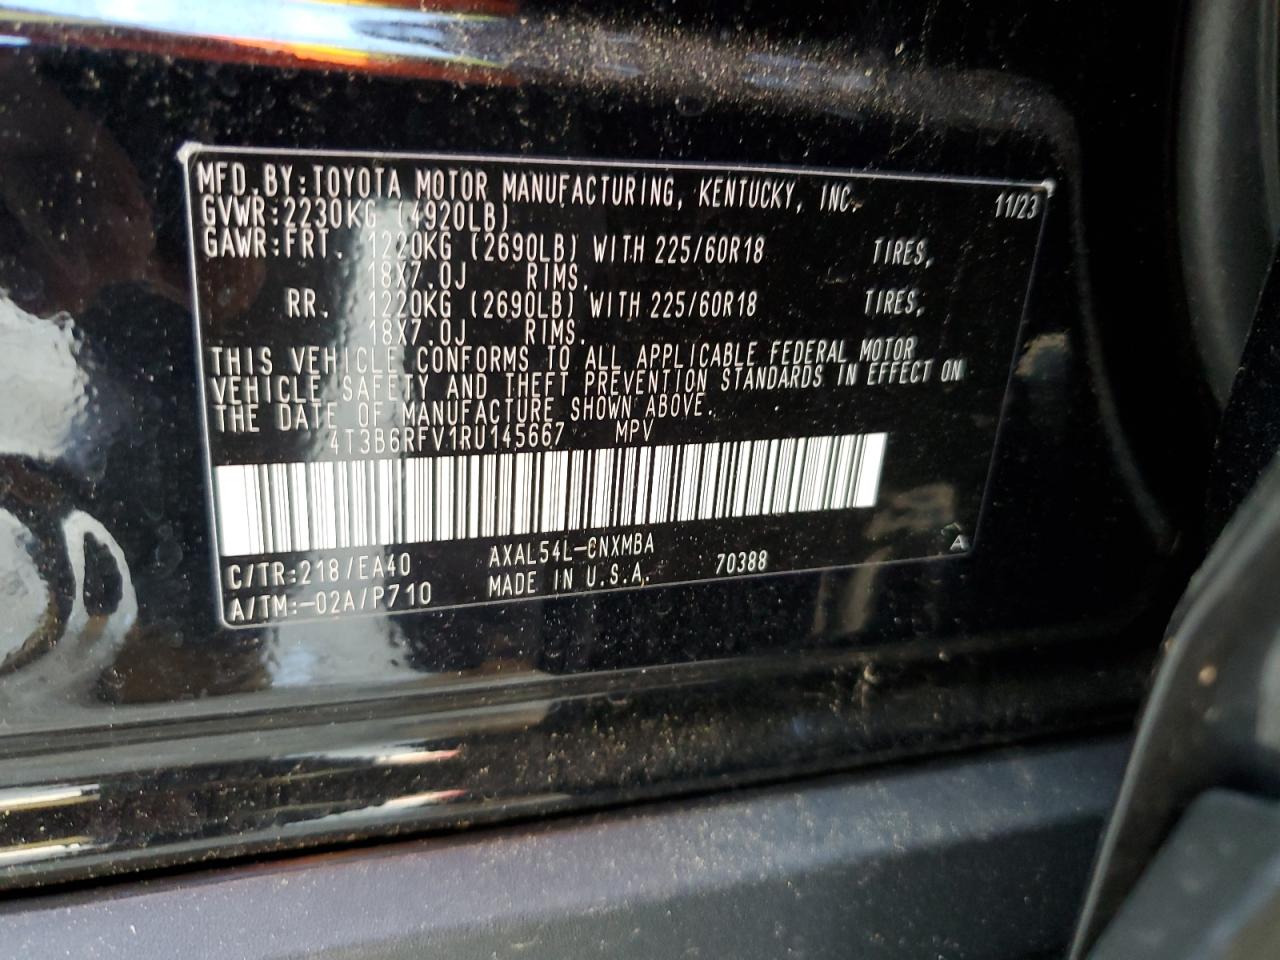 MFD.BY:TOYOTA MOTOR MANUFACTURING, KENTUCKY, INC. 11/23
GVWR:2230KG (4920LB)
GAWR:FRT. 1220KG (2690LB) WITH 225/60R18 TIRES,
18X7.0J RIMS.
RR. 1220KG (2690LB) WITH 225/60R18 TIRES,
18X7.0J RIMS.
THIS VEHICLE CONFORMS TO ALL APPLICABLE FEDERAL MOTOR
VEHICLE SAFETY AND THEFT PREVENTION STANDARDS IN EFFECT ON
THE DATE OF MANUFACTURE SHOWN ABOVE.
4T3B6RFV1RU145667 MPV
C/TR:218/EA40 AXAL54L-CNXMBA 70388
A/TM:-02A/P710 MADE IN U.S.A.